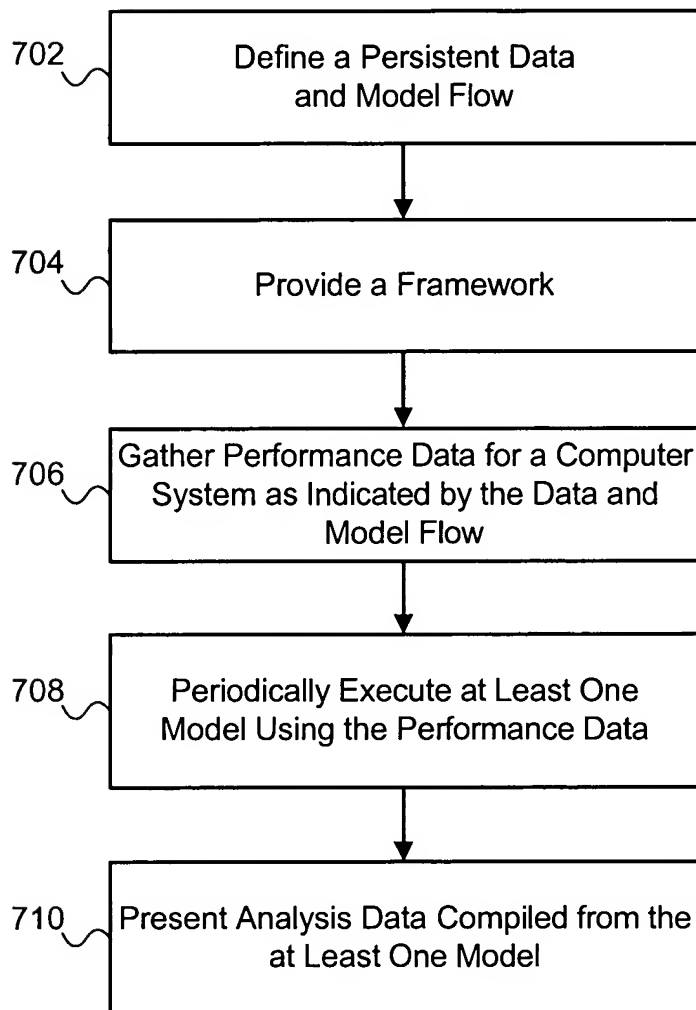 702
Define a Persistent Data
and Model Flow
704
Provide a Framework
706
Gather Performance Data for a Computer
System as Indicated by the Data and
Model Flow
708
Periodically Execute at Least One
Model Using the Performance Data
710
Present Analysis Data Compiled from the
at Least One Model